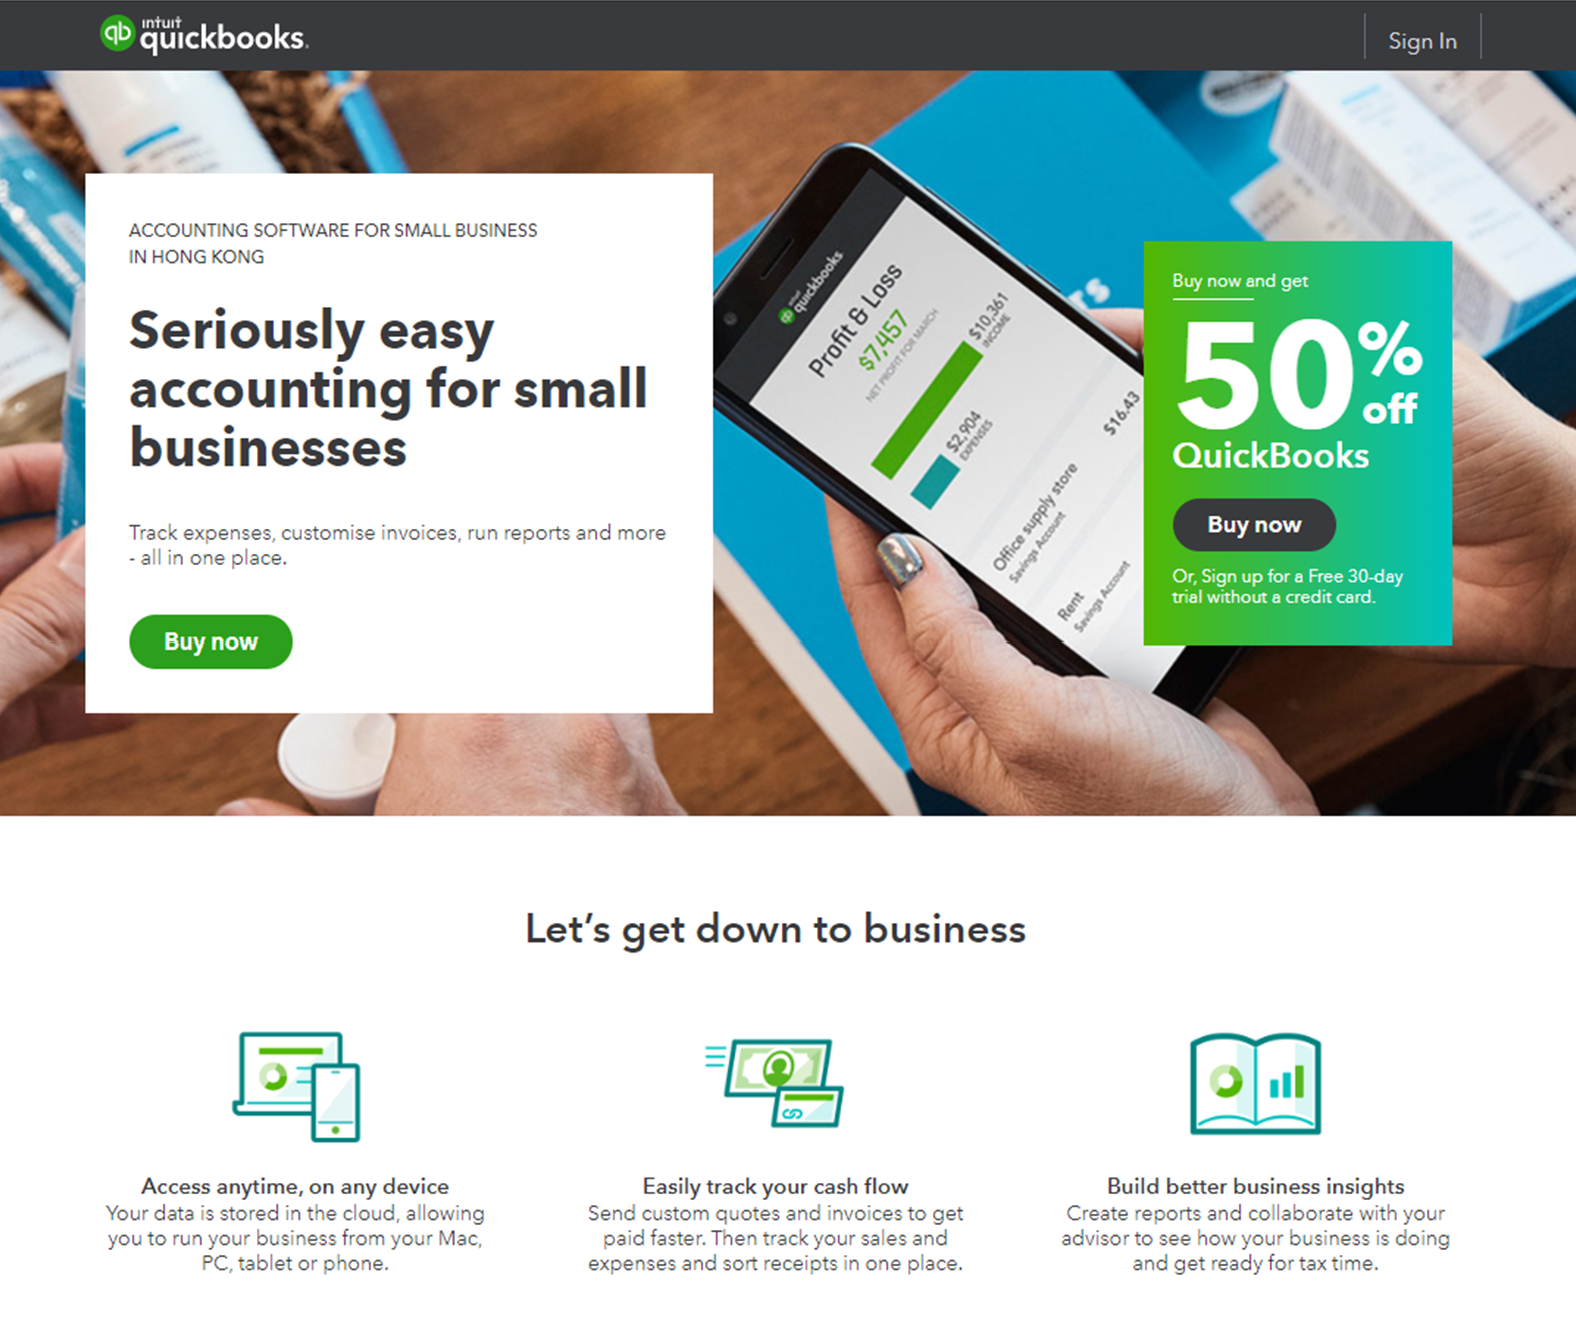 ıntuıt
quickbooks.
Sign In
ACCOUNTING SOFTWARE FOR SMALL BUSINESS
IN HONG KONG
Seriously easy
accounting for small
businesses
Track expenses, customise invoices, run reports and more
- all in one place.
Buy now
ıntuıt
quickbooks
Profit & Loss
$7,457
NET PROFIT FOR MARCH
$10,361
INCOME
$2,904
EXPENSES
$16.43
Office supply store
Savings Account
Rent
Savings Account
Buy now and get
50%
off
QuickBooks
Buy now
Or, Sign up for a Free 30-day
trial without a credit card.
Let's get down to business
Access anytime, on any device
Your data is stored in the cloud, allowing
you to run your business from your Mac,
PC, tablet or phone.
Easily track your cash flow
Send custom quotes and invoices to get
paid faster. Then track your sales and
expenses and sort receipts in one place.
Build better business insights
Create reports and collaborate with your
advisor to see how your business is doing
and get ready for tax time.